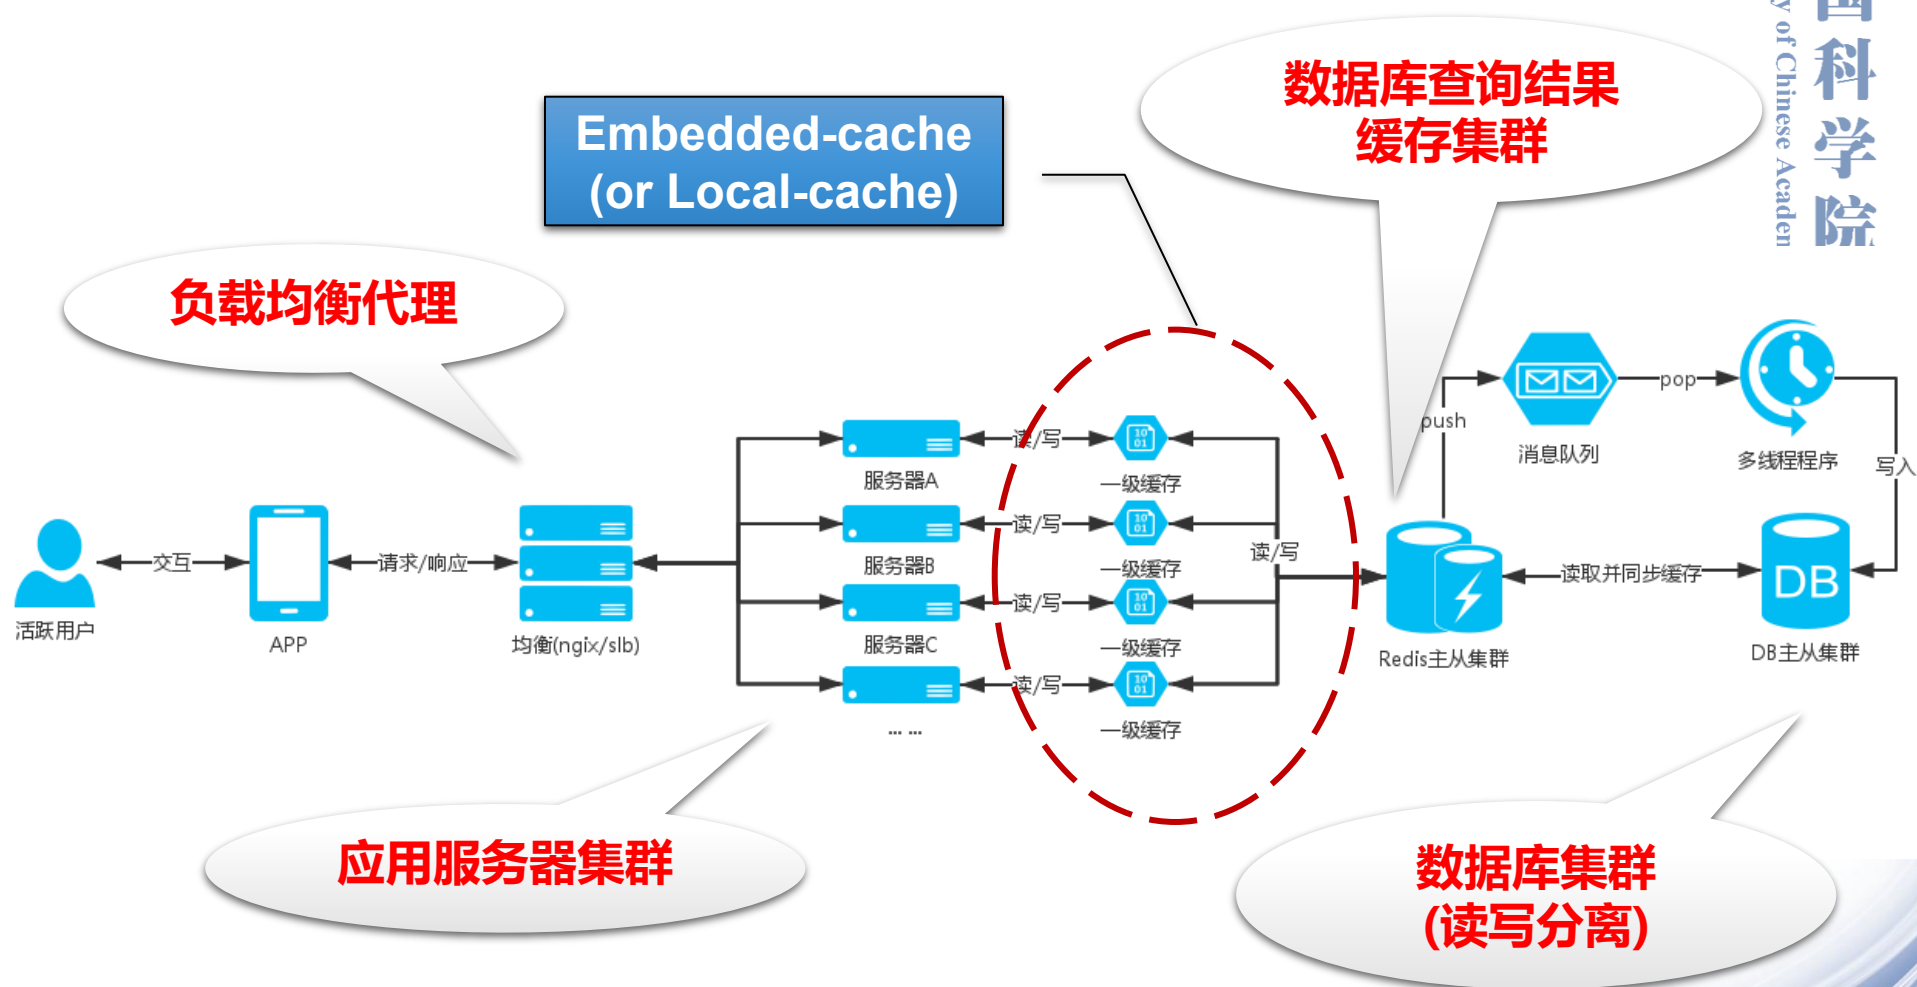 国科学院
y of Chinese Academ
数据库查询结果
缓存集群
Embedded-cache
(or Local-cache)
负载均衡代理
push
pop
消息队列
多线程程序
写入
读/写
服务器A
一级缓存
读/写
服务器B
一级缓存
读/写
读/写
服务器C
一级缓存
读/写
... ...
一级缓存
交互
请求/响应
活跃用户
APP
均衡(ngix/slb)
读取并同步缓存
DB
Redis主从集群
DB主从集群
应用服务器集群
数据库集群
(读写分离)